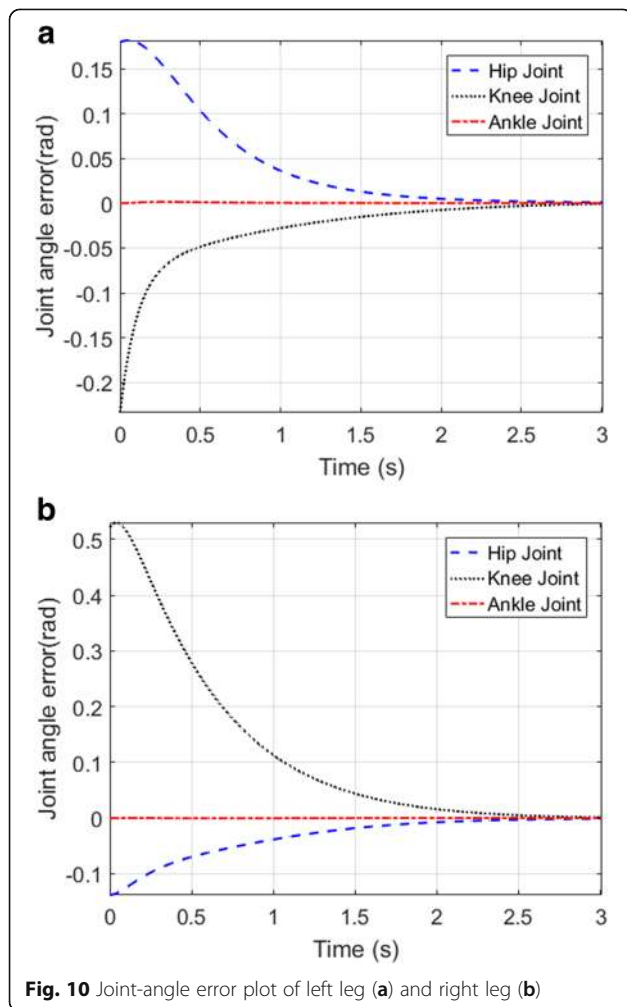 a
Joint angle error(rad)
0.15
0.1
0.05
0
-0.05
-0.1
-0.15
-0.2
Hip Joint
Knee Joint
Ankle Joint
0 0.5 1 1.5 2 2.5 3
Time (s)
b
Joint angle error(rad)
0.5
0.4
0.3
0.2
0.1
0
-0.1
Hip Joint
Knee Joint
Ankle Joint
0 0.5 1 1.5 2 2.5 3
Time (s)
Fig. 10 Joint-angle error plot of left leg (a) and right leg (b)